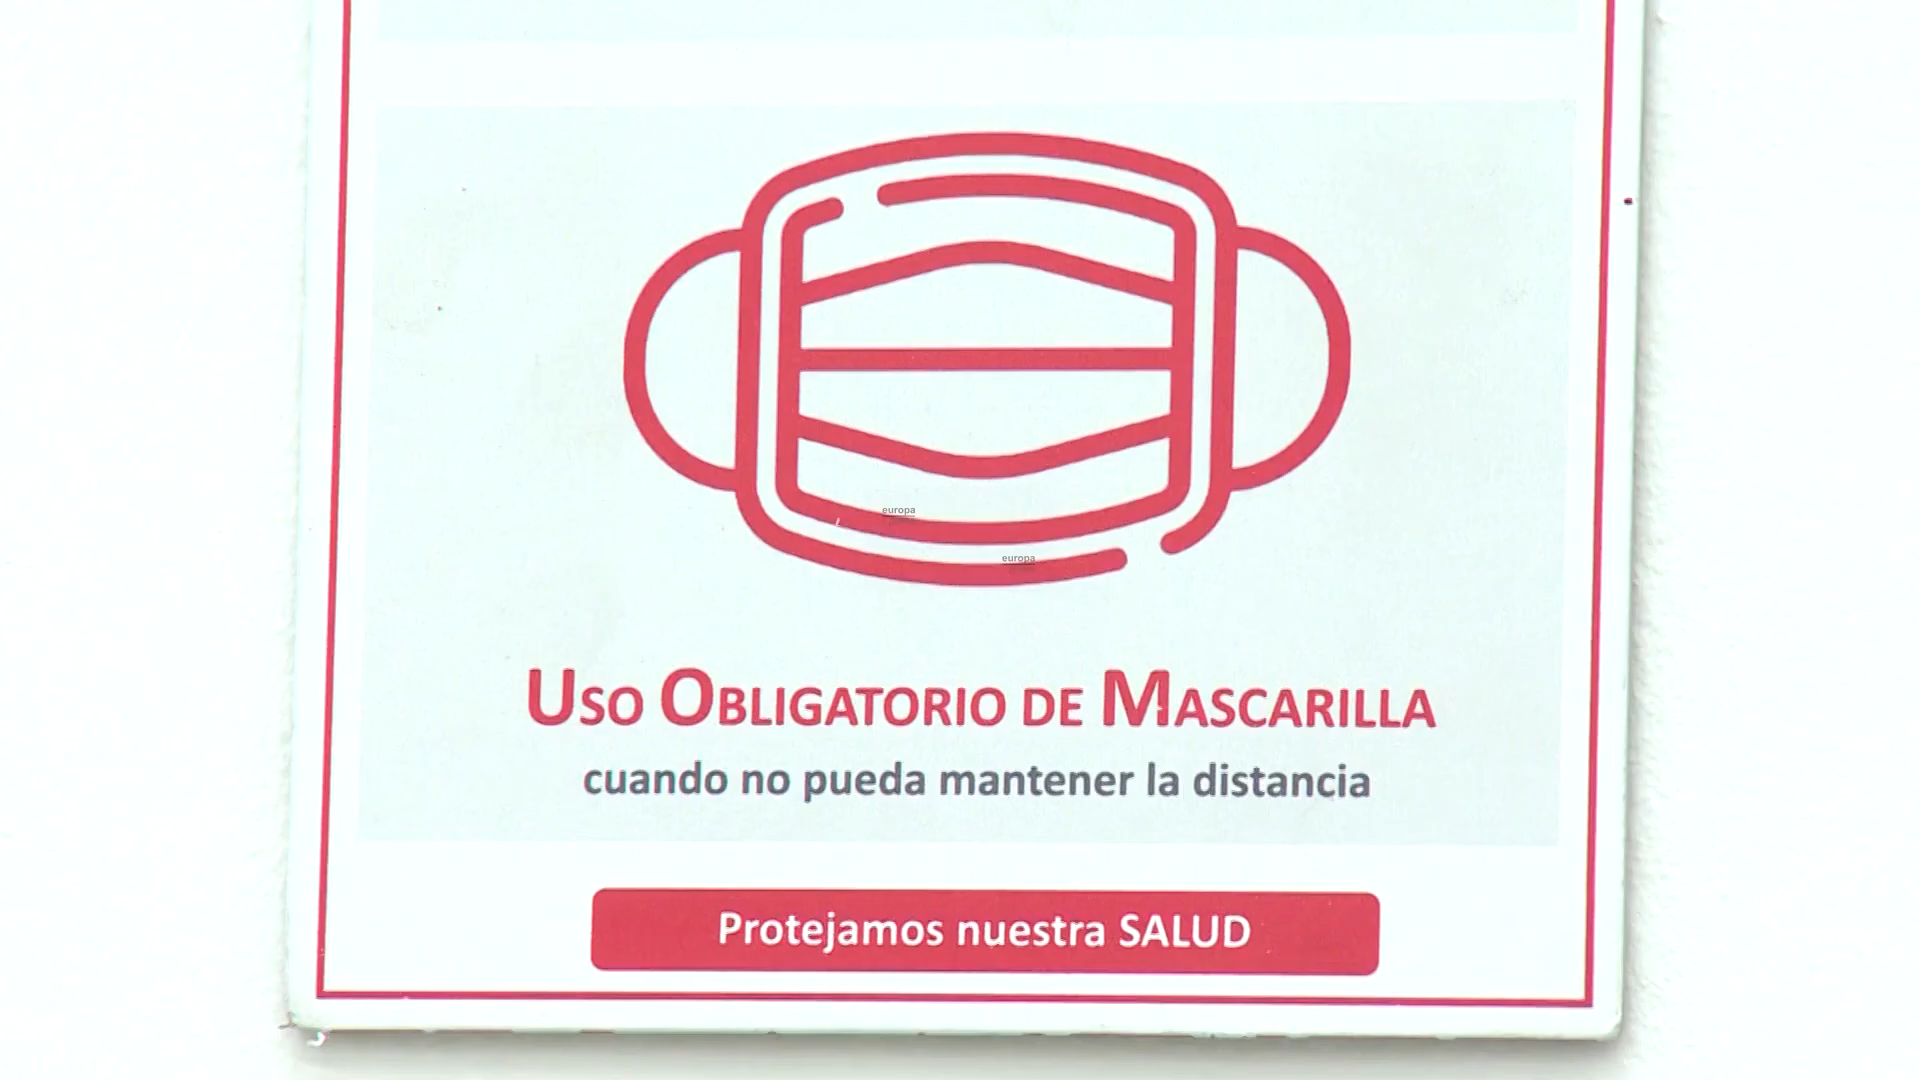 europa
europa
USO OBLIGATORIO DE MASCARILLA
cuando no pueda mantener la distancia
Protejamos nuestra SALUD